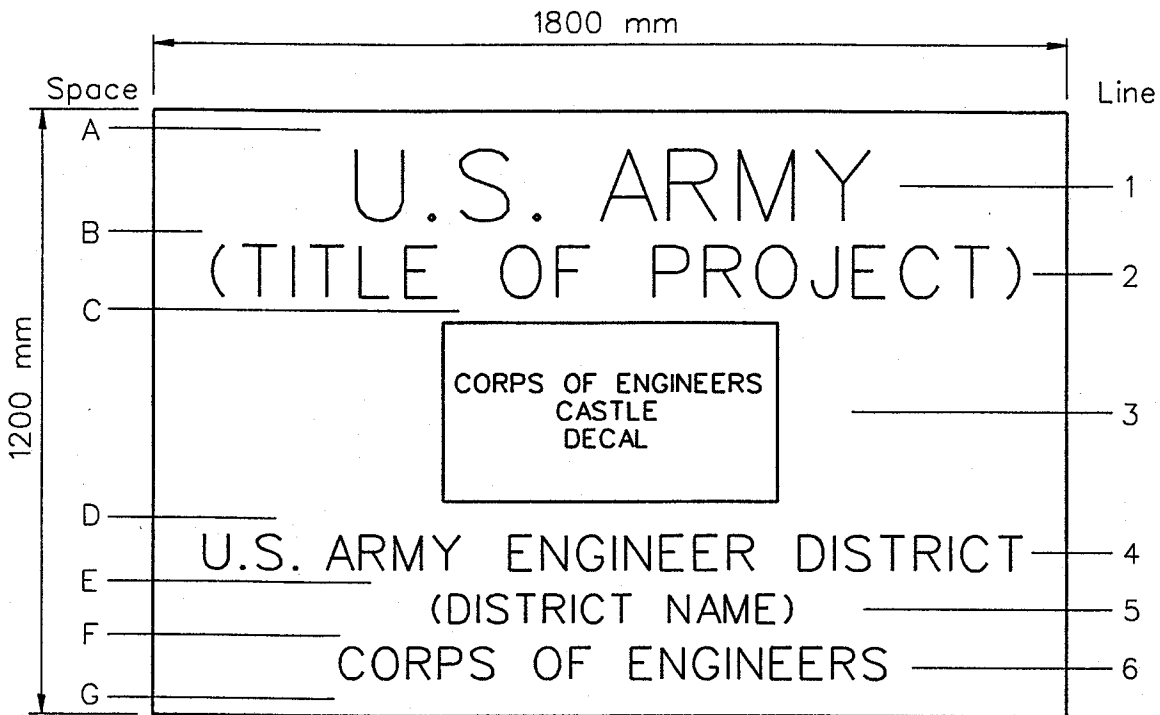 1800 mm
Space
Line
A
U.S. ARMY
1
B
(TITLE OF PROJECT)
2
C
1200 mm
CORPS OF ENGINEERS
CASTLE
DECAL
3
D
U.S. ARMY ENGINEER DISTRICT
4
E
(DISTRICT NAME)
5
F
CORPS OF ENGINEERS
6
G